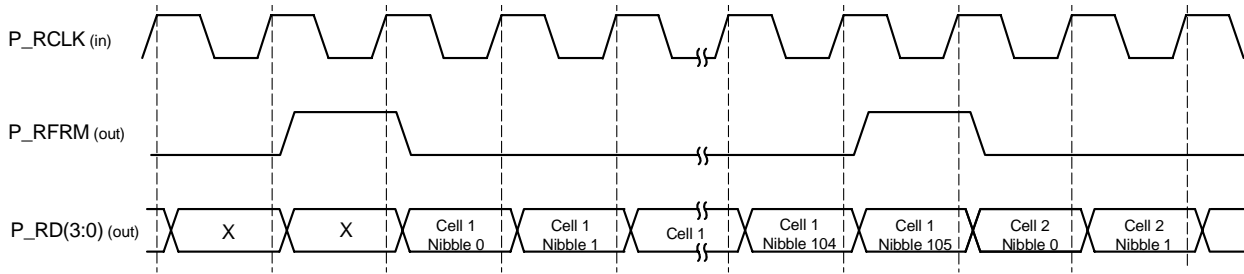 P_RCLK (in)
P_RFRM (out)
P_RD(3:0) (out)
X
X
Cell 1
Nibble 0
Cell 1
Nibble 1
Cell 1
Cell 1
Nibble 104
Cell 1
Nibble 105
Cell 2
Nibble 0
Cell 2
Nibble 1